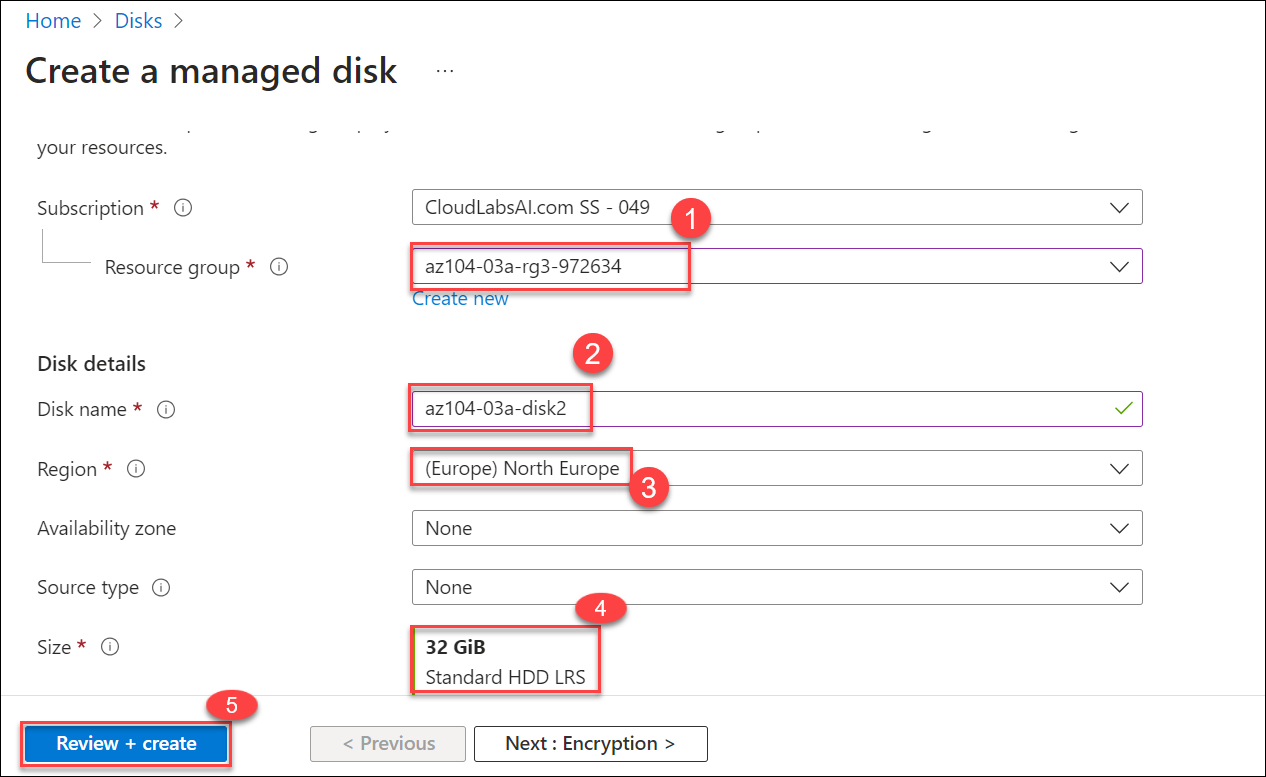 Home > Disks >
Create a managed disk ...
your resources.
Subscription *
CloudLabsAI.com SS - 049
1
Resource group *
az104-03a-rg3-972634
Create new
Disk details
2
Disk name *
az104-03a-disk2
Region *
(Europe) North Europe
3
Availability zone
None
Source type
None
4
Size *
32 GiB
Standard HDD LRS
5
Review + create
< Previous
Next : Encryption >